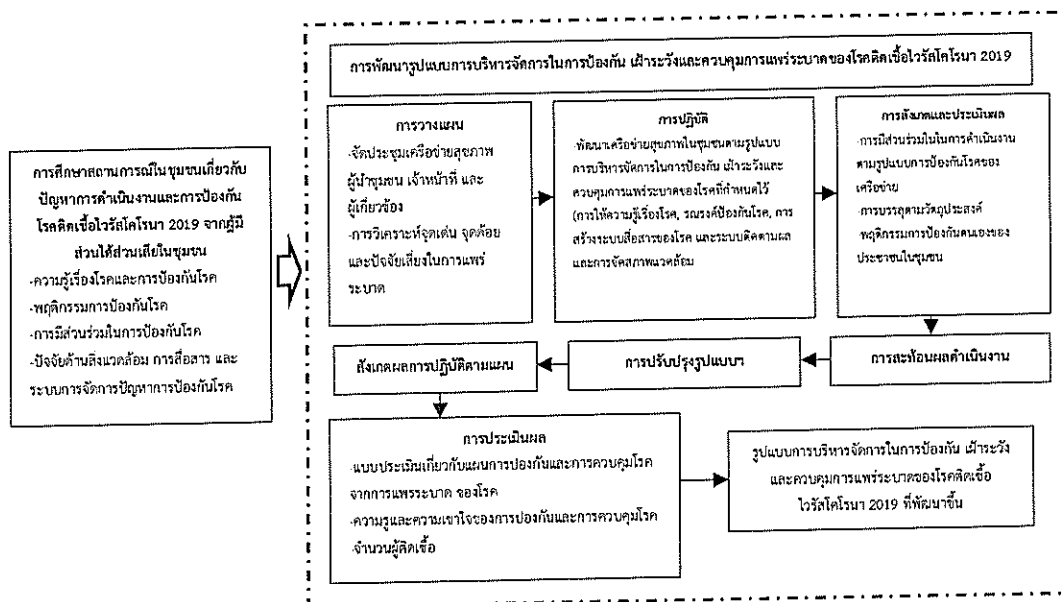 การศึกษาสถานการณ์ในชุมชนเกี่ยวกับ
ปัญหาการดำเนินงานและการป้องกัน
โรคติดเชื้อไวรัสโคโรนา 2019 จากผู้มี
ส่วนได้ส่วนเสียในชุมชน
-ความรู้เรื่องโรคและการป้องกันโรค
-พฤติกรรมการป้องกันโรค
-การมีส่วนร่วมในการป้องกันโรค
-ปัจจัยด้านสิ่งแวดล้อม การสื่อสาร และ
ระบบการจัดการปัญหาการป้องกันโรค
การพัฒนารูปแบบการบริหารจัดการในการป้องกัน เฝ้าระวังและควบคุมการแพร่ระบาดของโรคติดเชื้อไวรัสโคโรนา 2019
การวางแผน
-จัดประชุมเครือข่ายสุขภาพ
ผู้นำชุมชน เจ้าหน้าที่ และ
ผู้เกี่ยวข้อง
-การวิเคราะห์จุดเด่น จุดด้อย
และปัจจัยเสี่ยงในการแพร่
ระบาด
การปฏิบัติ
-พัฒนาเครือข่ายสุขภาพในชุมชนตามรูปแบบ
การบริหารจัดการในการป้องกัน เฝ้าระวังและ
ควบคุมการแพร่ระบาดของโรคที่กำหนดไว้
(การให้ความรู้เรื่องโรค, รณรงค์ป้องกันโรค, การ
สร้างระบบสื่อสารของโรค และระบบติดตามผล
และการจัดสภาพแวดล้อม
การสังเกตและประเมินผล
-การมีส่วนร่วมในในการดำเนินงาน
ตามรูปแบบการป้องกันโรคของ
เครือข่าย
-การบรรลุตามวัตถุประสงค์
-พฤติกรรมการป้องกันตนเองของ
ประชาชนในชุมชน
สังเกตผลการปฏิบัติตามแผน
การปรับปรุงรูปแบบฯ
การสะท้อนผลดำเนินงาน
การประเมินผล
-แบบประเมินเกี่ยวกับแผนการปองกันและการควบคุมโรค
จากการแพรระบาด ของโรค
-ความรูและความเขาใจของการปองกันและการควบคุมโรค
-จำนวนผู้ติดเชื้อ
รูปแบบการบริหารจัดการในการป้องกัน เฝ้าระวัง
และควบคุมการแพร่ระบาดของโรคติดเชื้อ
ไวรัสโคโรนา 2019 ที่พัฒนาขึ้น